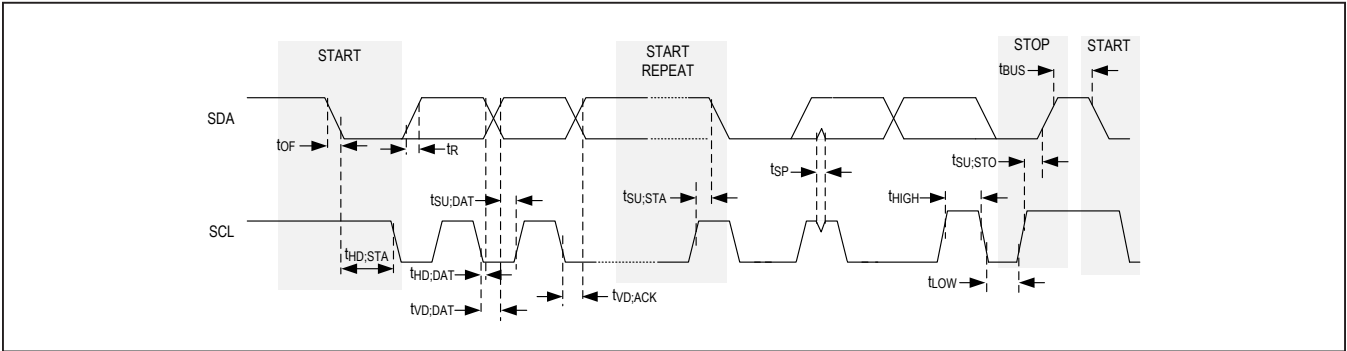 START
START
REPEAT
STOP
START
tBUS
SDA
tOF
tR
tSP
tSU;STO
tSU;DAT
tSU;STA
tHIGH
SCL
tHD;STA
tHD;DAT
tLOW
tVD;ACK
tVD;DAT